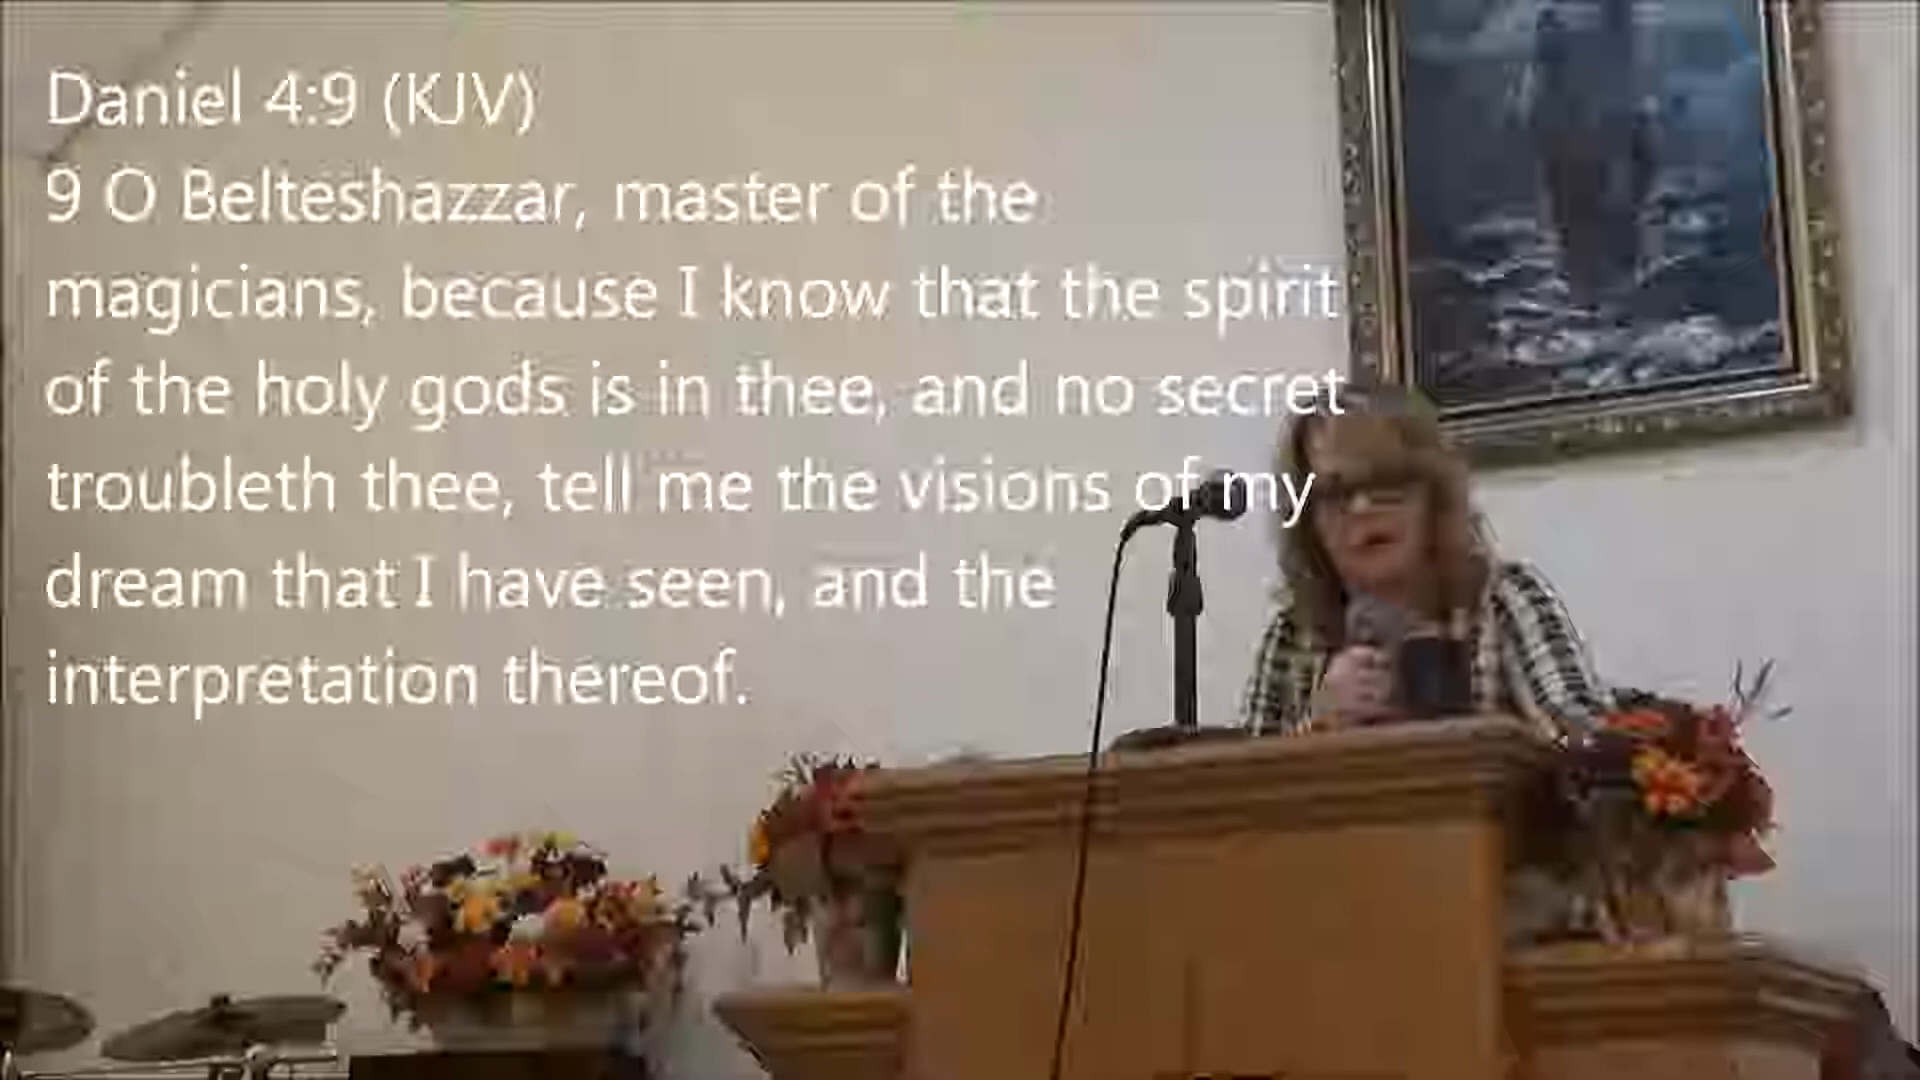 Daniel 4:9 (KJV)
9 O Belteshazzar, master of the
magicians, because I know that the spirit
of the holy gods is in thee, and no secret
troubleth thee, tell me the visions of my
dream that I have seen, and the
interpretation thereof.